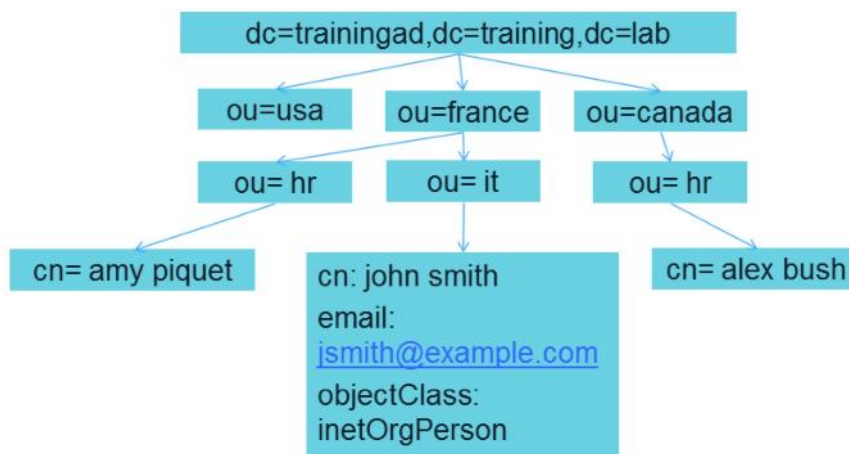 dc=trainingad,dc=training,dc=lab
ou=usa
ou=france
ou=canada
ou= hr
ou= it
ou= hr
cn= amy piquet
cn: john smith
email:
jsmith@example.com
objectClass:
inetOrgPerson
cn= alex bush